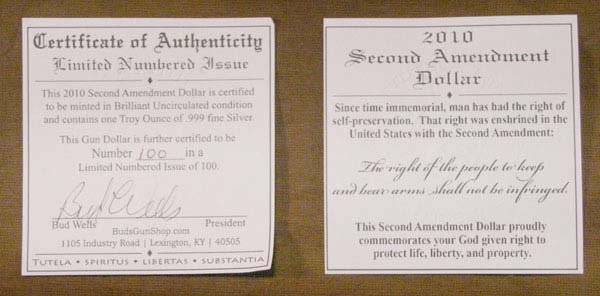 Certificate of Authenticity
Limited Numbered Issue
This 2010 Second Amendment Dollar is certified
to be minted in Brilliant Uncirculated condition
and contains one Troy Ounce of .999 fine Silver.
This Gun Dollar is further certified to be
Number 100 in a
Limited Numbered Issue of 100.
Bud Wells
Bud Wells President
BudsGunShop.com
1105 Industry Road | Lexington, KY | 40505
TUTELA • SPIRITUS • LIBERTAS • SUBSTANTIA
2010
Second Amendment
Dollar
Since time immemorial, man has had the right of
self-preservation. That right was enshrined in the
United States with the Second Amendment:
The right of the people to keep
and bear arms shall not be infringed.
This Second Amendment Dollar proudly
commemorates your God given right to
protect life, liberty, and property.